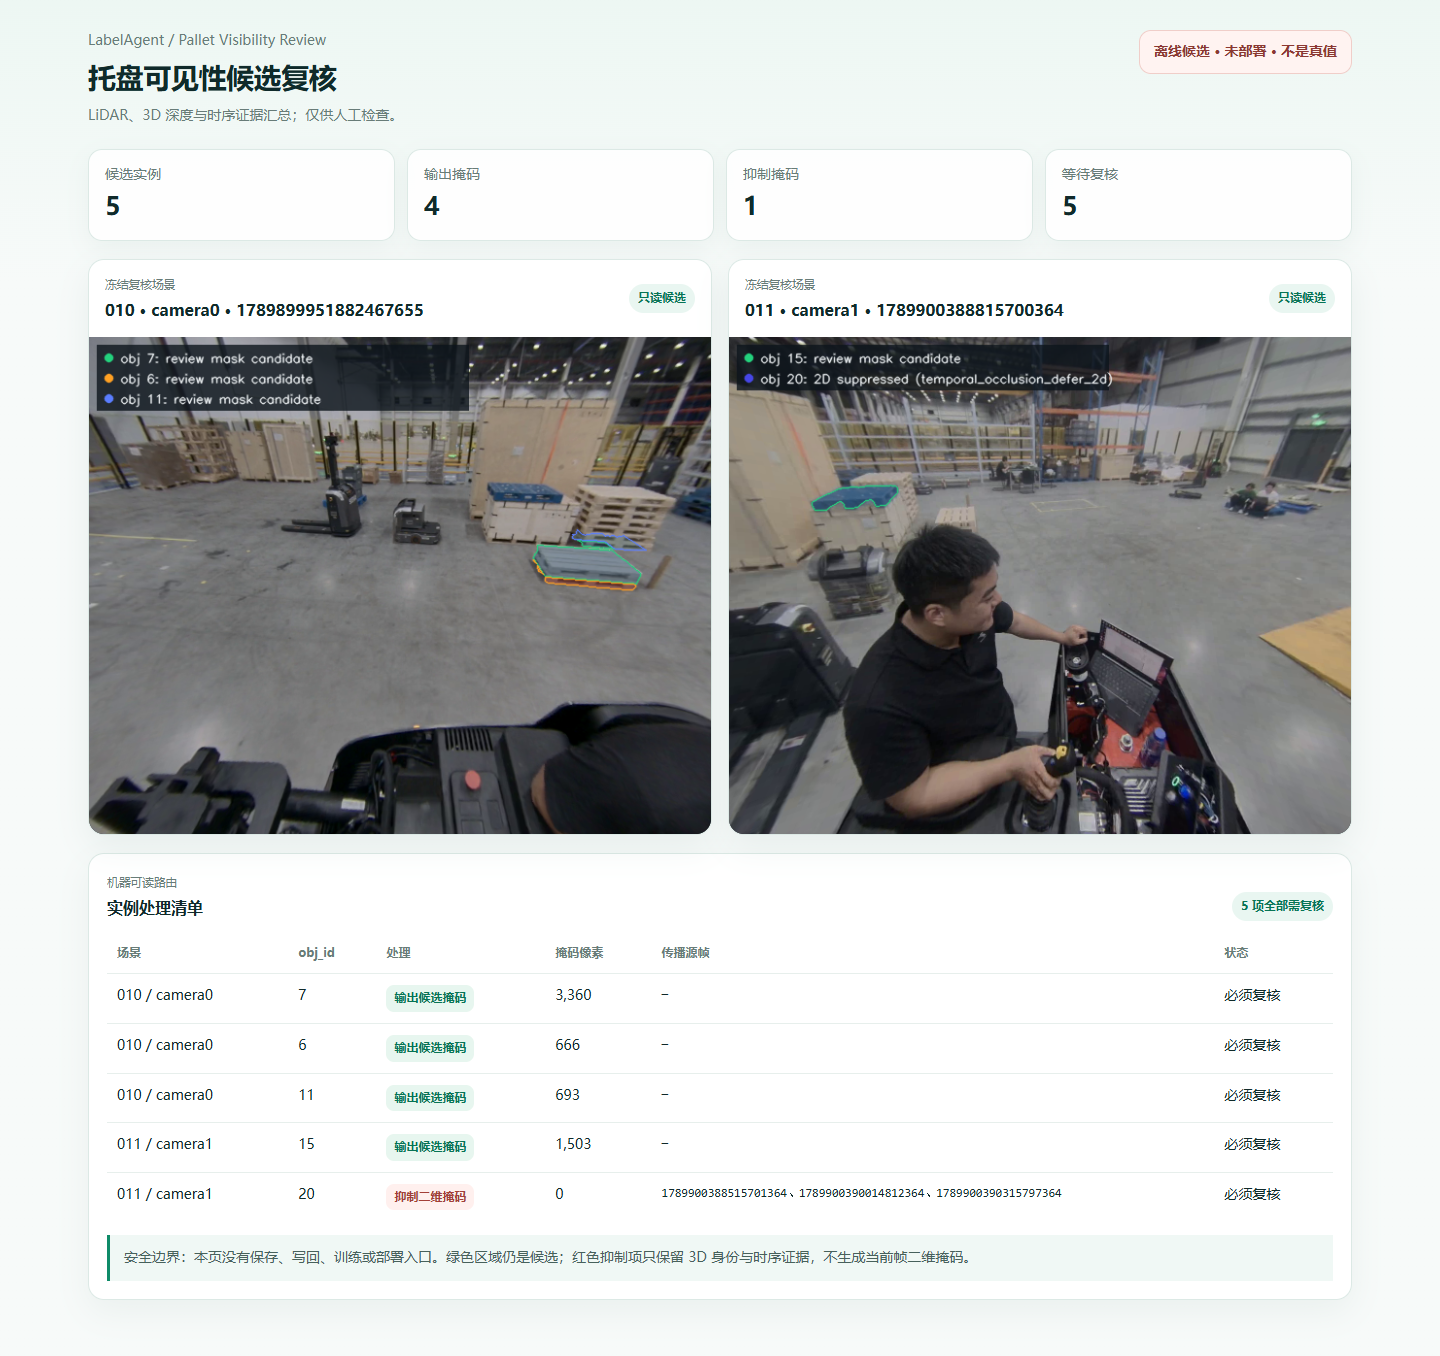 LabelAgent / Pallet Visibility Review
托盘可见性候选复核
LiDAR、3D 深度与时序证据汇总；仅供人工检查。
离线候选 • 未部署 • 不是真值
候选实例
5
输出掩码
4
抑制掩码
1
等待复核
5
冻结复核场景
010 • camera0 • 1789899951882467655
只读候选
obj 7: review mask candidate
obj 6: review mask candidate
obj 11: review mask candidate
冻结复核场景
011 • camera1 • 1789900388815700364
只读候选
obj 15: review mask candidate
obj 20: 2D suppressed (temporal_occlusion_defer_2d)
机器可读路由
实例处理清单
5 项全部需复核
场景 obj_id 处理 掩码像素 传播源帧 状态
010 / camera0 7 输出候选掩码 3,360 – 必须复核
010 / camera0 6 输出候选掩码 666 – 必须复核
010 / camera0 11 输出候选掩码 693 – 必须复核
011 / camera1 15 输出候选掩码 1,503 – 必须复核
011 / camera1 20 抑制二维掩码 0 1789900388515701364、1789900390014812364、1789900390315797364 必须复核
安全边界：本页没有保存、写回、训练或部署入口。绿色区域仍是候选；红色抑制项只保留 3D 身份与时序证据，不生成当前帧二维掩码。